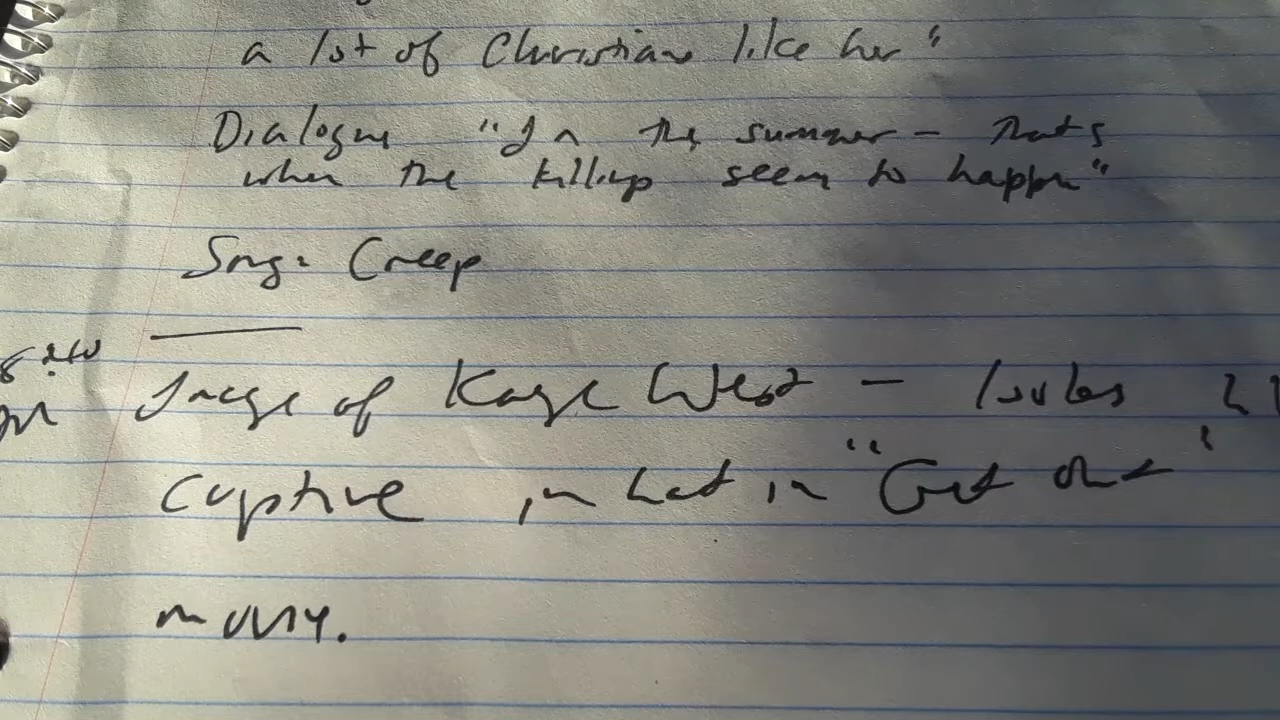 a lot of Christians like her"
Dialogue "In the summer - that's
when the killings seem to happen"
Song: Creep
Image of Kanye West - looks
captive in hat in "Get Out"
movie.